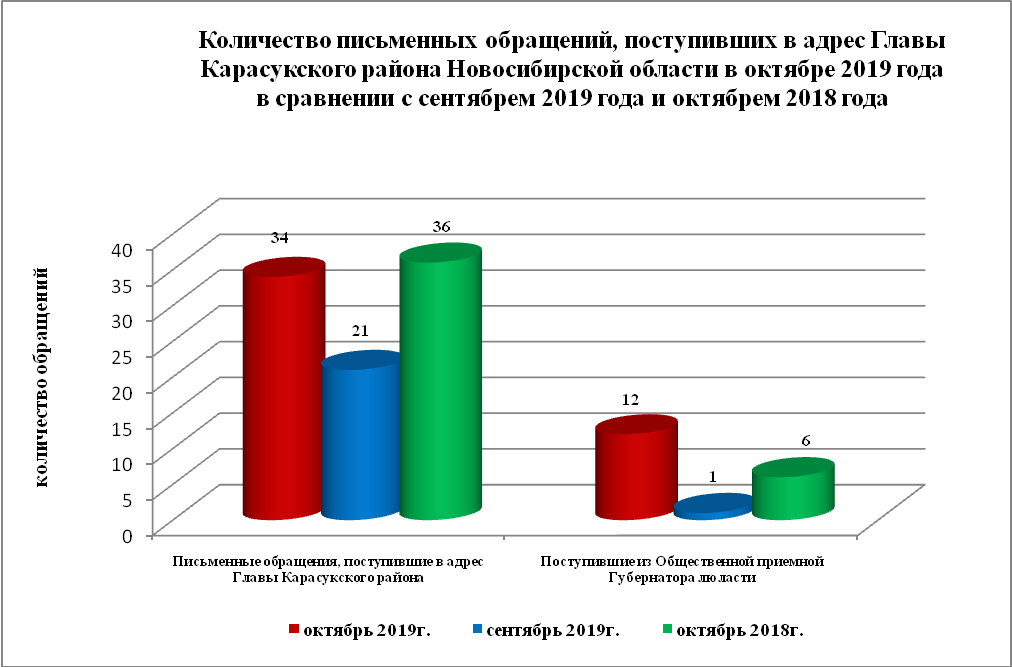 Количество письменных обращений, поступивших в адрес Главы
Карасукского района Новосибирской области в октябре 2019 года
в сравнении с сентябрем 2019 года и октябрем 2018 года
количество обращений
40
35
30
25
20
15
10
5
0
34
21
36
12
1
6
Письменные обращения, поступившие в адрес
Главы Карасукского района
Поступившие из Общественной приемной
Губернатора люласти
октябрь 2019г.
сентябрь 2019г.
октябрь 2018г.